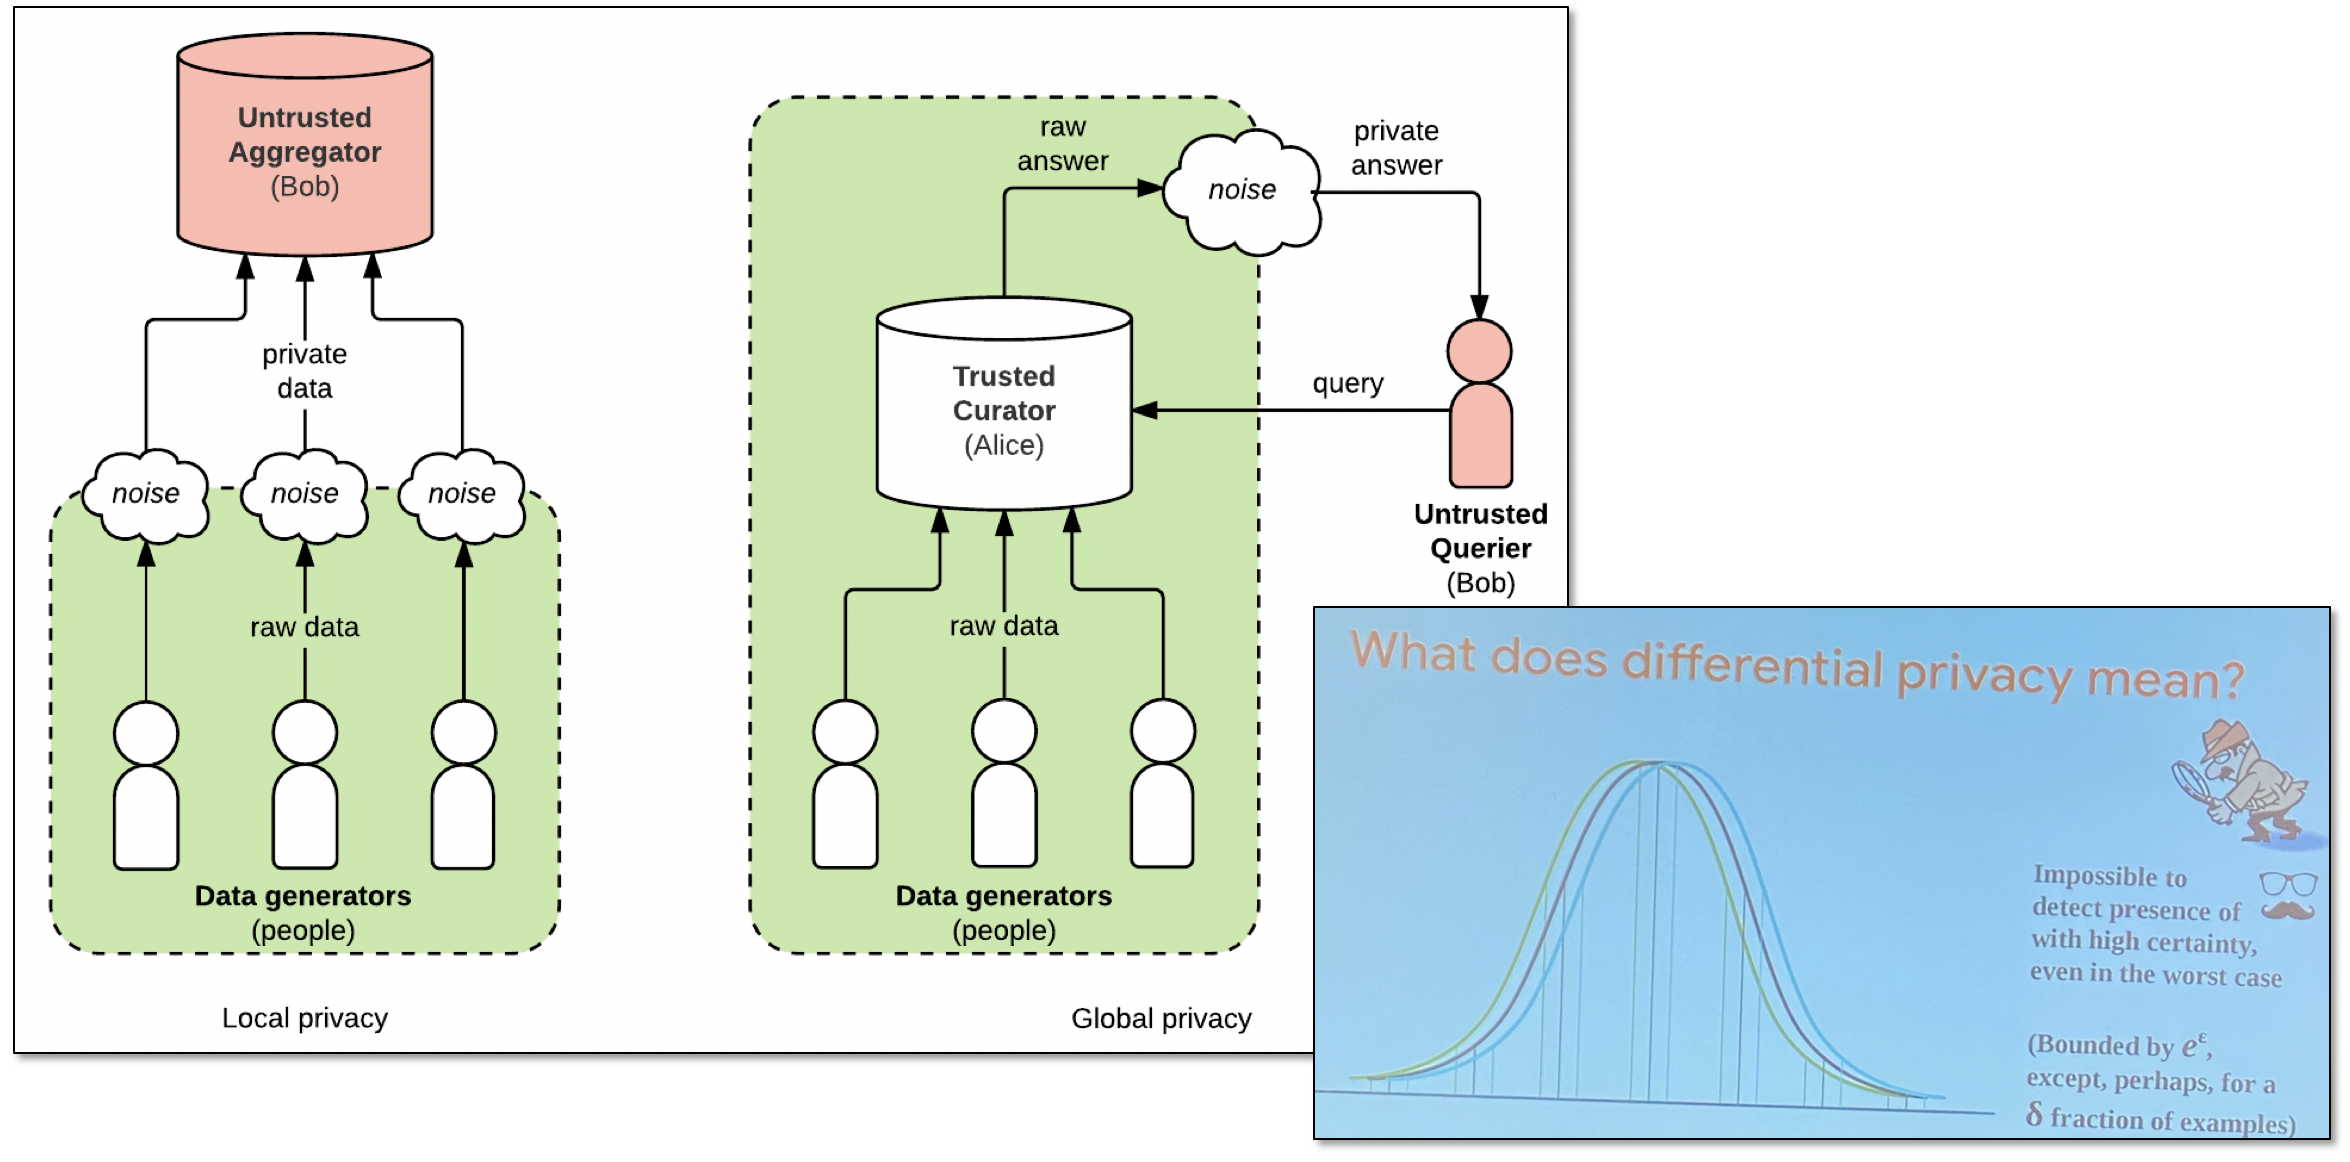 Untrusted
Aggregator
(Bob)
private
data
noise
noise
noise
raw data
Data generators
(people)
Local privacy
raw
answer
noise
private
answer
Trusted
Curator
(Alice)
query
Untrusted
Querier
(Bob)
raw data
Data generators
(people)
Global privacy
What does differential privacy mean?
Impossible to
detect presence of
with high certainty,
even in the worst case
(Bounded by e^ε,
except, perhaps, for a
δ fraction of examples)